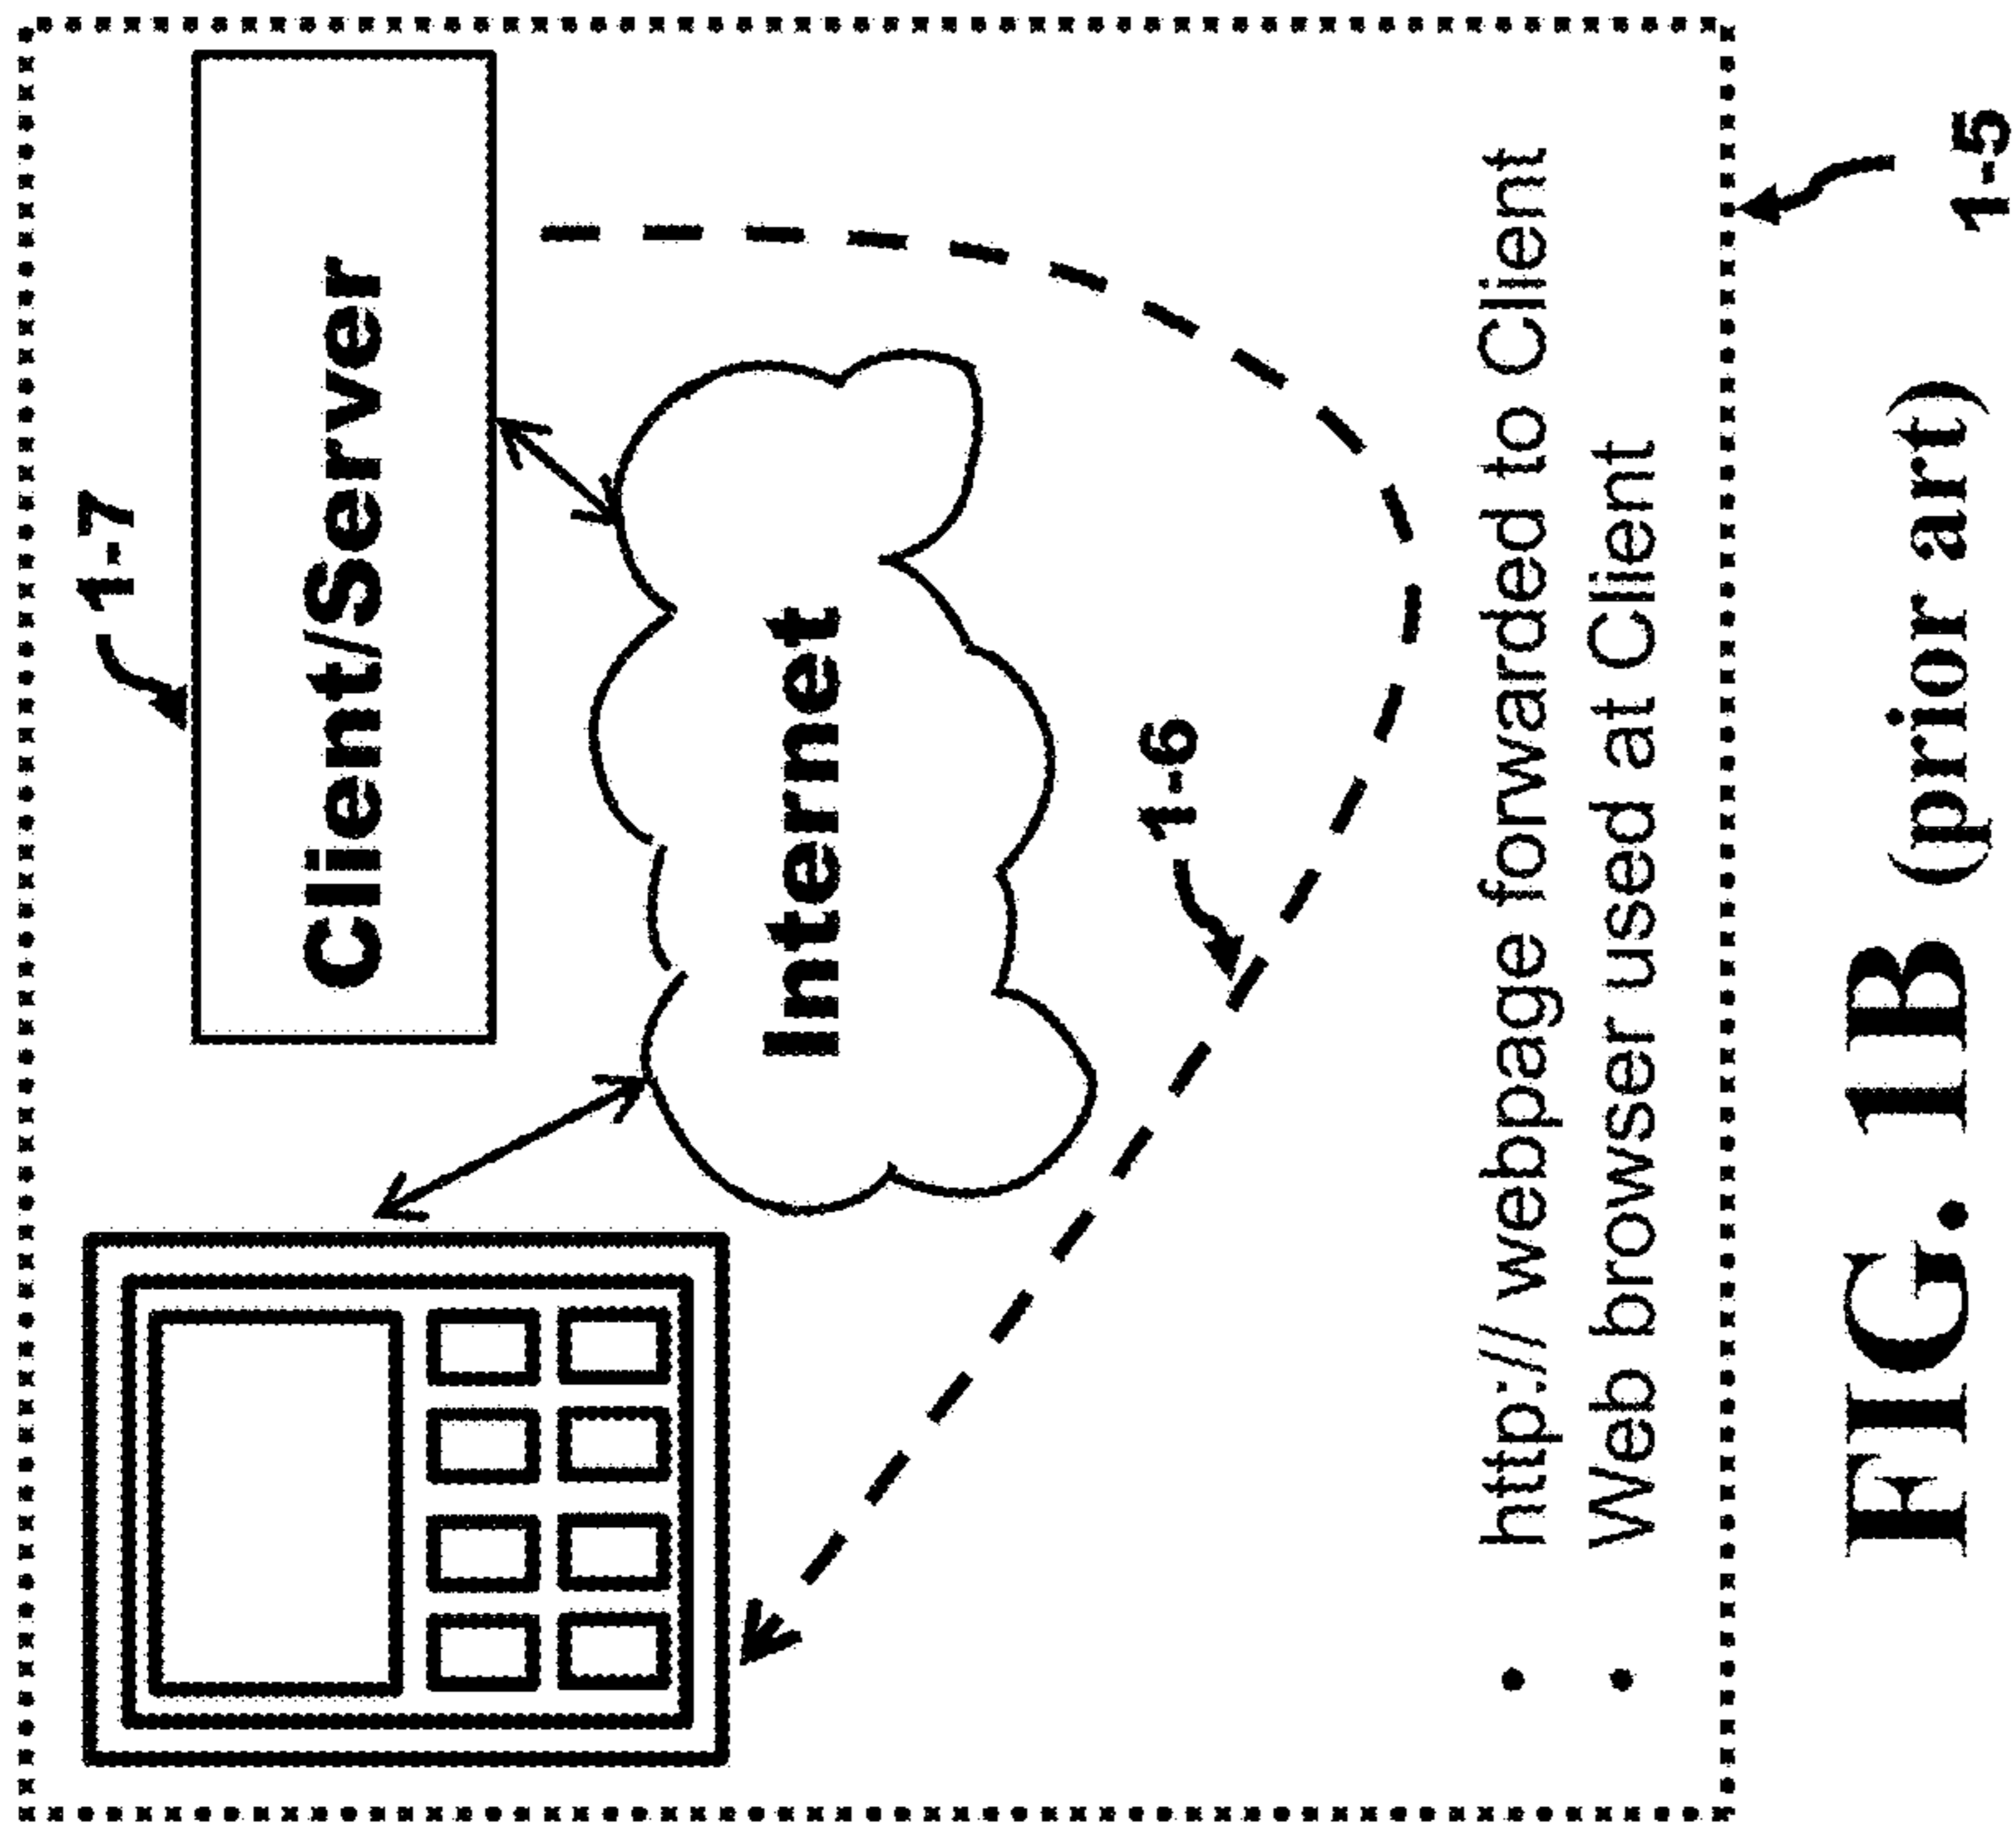 1-7
Client/Server
Internet
1-6
• http:// webpage forwarded to Client
• Web browser used at Client
1-5
FIG. 1B (prior art)